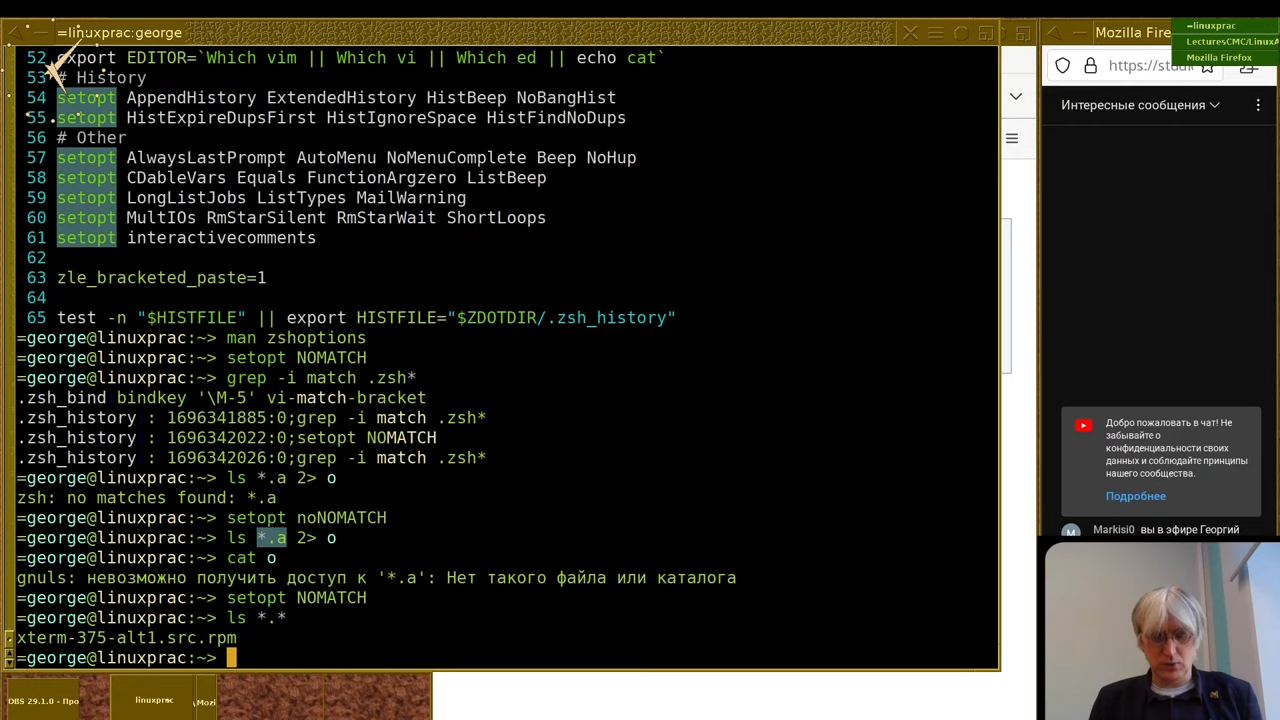 =linuxprac:george
52 export EDITOR=`Which vim || Which vi || Which ed || echo cat`
53 # History
54 setopt AppendHistory ExtendedHistory HistBeep NoBangHist
55 setopt HistExpireDupsFirst HistIgnoreSpace HistFindNoDups
56 # Other
57 setopt AlwaysLastPrompt AutoMenu NoMenuComplete Beep NoHup
58 setopt CDableVars Equals FunctionArgzero ListBeep
59 setopt LongListJobs ListTypes MailWarning
60 setopt MultIOs RmStarSilent RmStarWait ShortLoops
61 setopt interactivecomments
62
63 zle_bracketed_paste=1
64
65 test -n "$HISTFILE" || export HISTFILE="$ZDOTDIR/.zsh_history"
=george@linuxprac:~> man zshoptions
=george@linuxprac:~> setopt NOMATCH
=george@linuxprac:~> grep -i match .zsh*
.zsh_bind bindkey '\M-5' vi-match-bracket
.zsh_history : 1696341885:0;grep -i match .zsh*
.zsh_history : 1696342022:0;setopt NOMATCH
.zsh_history : 1696342026:0;grep -i match .zsh*
=george@linuxprac:~> ls *.a 2> o
zsh: no matches found: *.a
=george@linuxprac:~> setopt noNOMATCH
=george@linuxprac:~> ls *.a 2> o
=george@linuxprac:~> cat o
gnuls: невозможно получить доступ к '*.a': Нет такого файла или каталога
=george@linuxprac:~> setopt NOMATCH
=george@linuxprac:~> ls *.*
xterm-375-alt1.src.rpm
=george@linuxprac:~>
Mozilla Fire
=linuxprac
LecturesCMC/LinuxA
Mozilla Firefox
https://stud
Интересные сообщения
Добро пожаловать в чат! Не
забывайте о
конфиденциальности своих
данных и соблюдайте принципы
нашего сообщества.
Подробнее
M Markisi0 вы в эфире Георгий
OBS 29.1.0 - Про
linuxprac
Mozi